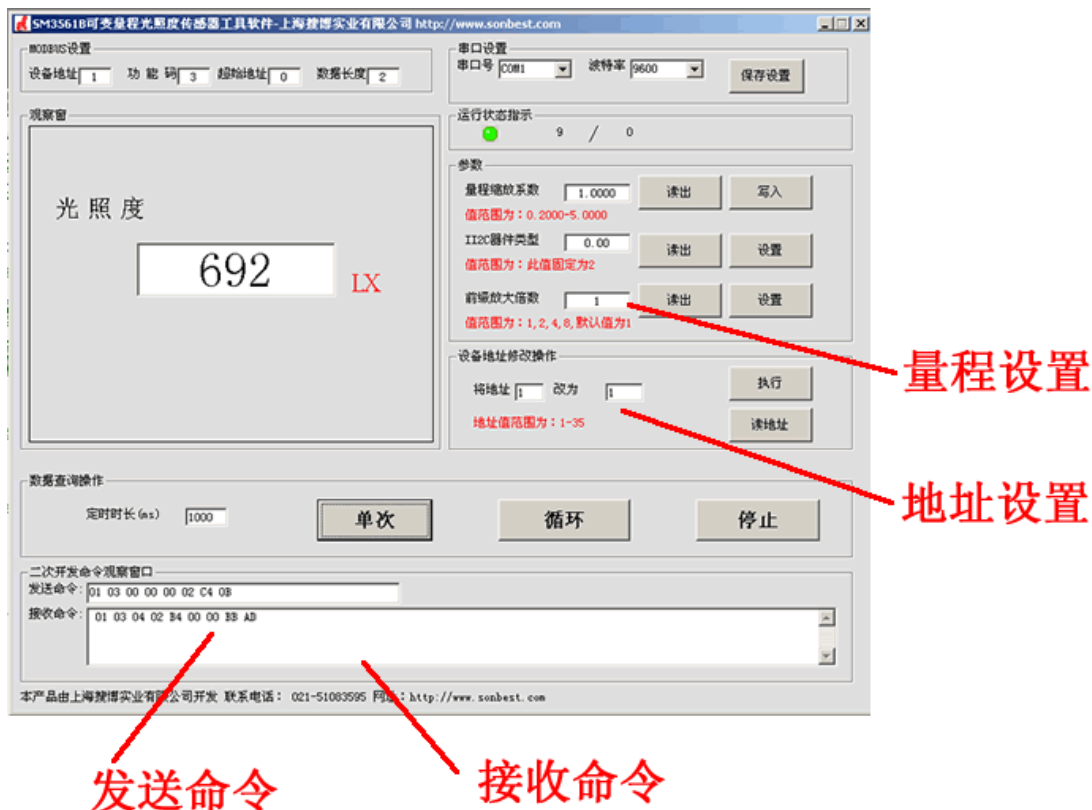 SM3561B可变量程光照度传感器工具软件-上海搜博实业有限公司 http://www.sonbest.com
MODBUS设置
设备地址 1 功能码 3 起始地址 0 数据长度 2
串口设置
串口号 COM1 波特率 9600 保存设置
运行状态指示
9 / 0
观察窗
光照度
692 LX
参数
量程缩放系数 1.0000 读出 写入
值范围为:0.2000-5.0000
II2C器件类型 0.00 读出 设置
值范围为:此值固定为2
前缀放大倍数 1 读出 设置
值范围为:1,2,4,8,默认值为1
量程设置
设备地址修改操作
将地址 1 改为 1 执行
地址值范围为:1-35 读地址
地址设置
数据查询操作
定时时长(ms) 1000 单次 循环 停止
二次开发命令观察窗口
发送命令: 01 03 00 00 00 02 C4 0B
接收命令: 01 03 04 02 B4 00 00 BB AD
本产品由上海搜博实业有限公司开发 联系电话: 021-51083595 网址:http://www.sonbest.com
发送命令
接收命令